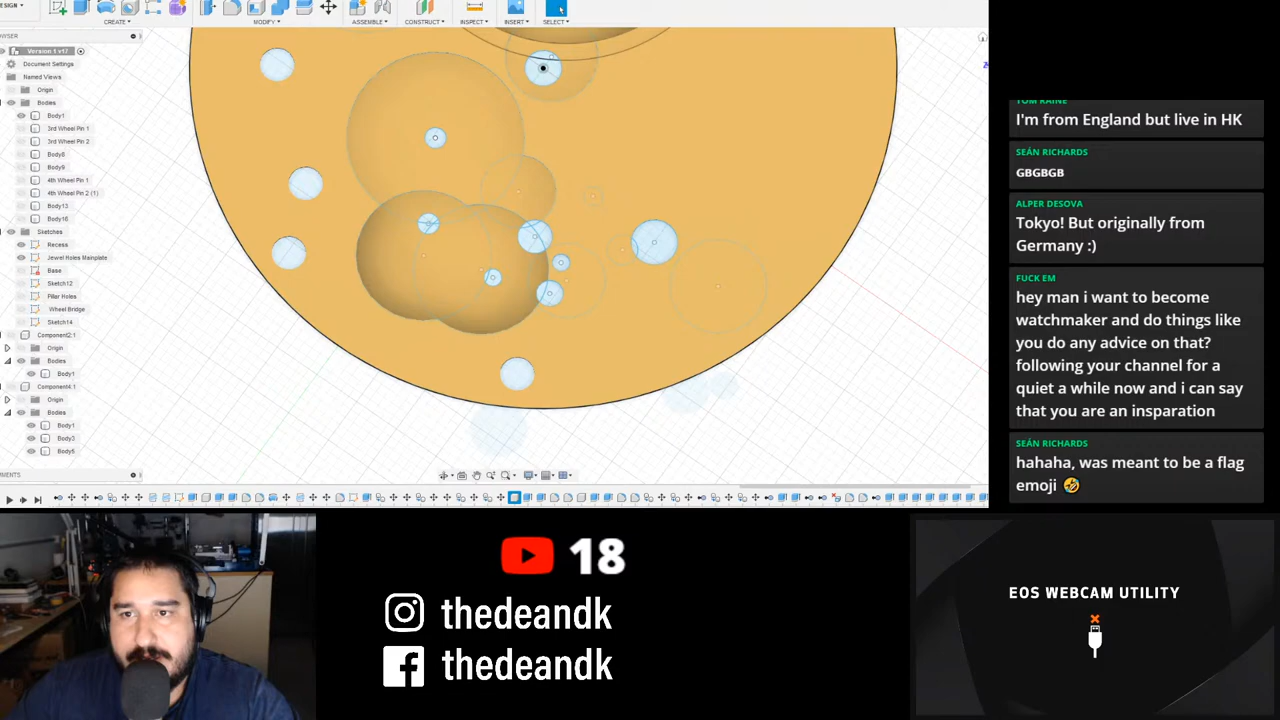 ESIGN
CREATE
MODIFY
ASSEMBLE
CONSTRUCT
INSPECT
INSERT
SELECT
OWSER
Version 1 v17
Document Settings
Named Views
Origin
Bodies
Body1
3rd Wheel Pin 1
3rd Wheel Pin 2
Body8
Body9
4th Wheel Pin 1
4th Wheel Pin 2 (1)
Body13
Body16
Sketches
Recess
Jewel Holes Mainplate
Base
Sketch12
Pillar Holes
Wheel Bridge
Sketch14
Component2:1
Origin
Bodies
Body1
Component4:1
Origin
Bodies
Body1
Body3
Body5
MENTS
TOM RAINE
I'm from England but live in HK
SEÁN RICHARDS
GBGBGB
ALPER DESOVA
Tokyo! But originally from
Germany :)
FUCK EM
hey man i want to become
watchmaker and do things like
you do any advice on that?
following your channel for a
quiet a while now and i can say
that you are an insparation
SEÁN RICHARDS
hahaha, was meant to be a flag
emoji 🤣
18
thedeandk
thedeandk
EOS WEBCAM UTILITY